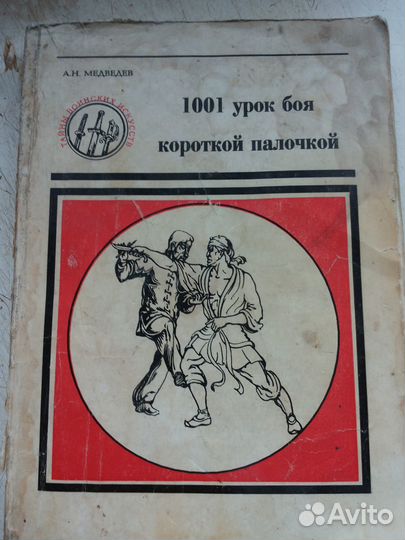 А.Н. МЕДВЕДЕВ
ТАЙНЫ ВОИНСКИХ ИСКУССТВ
1001 урок боя
короткой палочкой
Avito